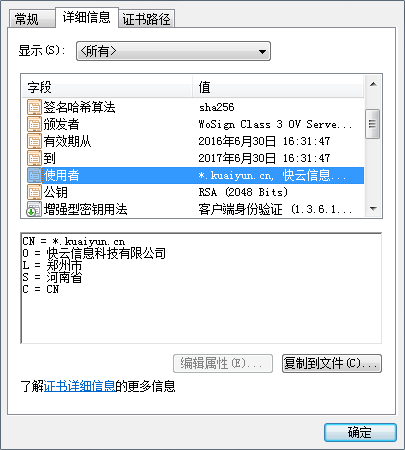 常规 详细信息 证书路径
显示(S): <所有>
字段 值
签名哈希算法 sha256
颁发者 WoSign Class 3 OV Serve...
有效期从 2016年6月30日 16:31:47
到 2017年6月30日 16:31:47
使用者 *.kuaiyun.cn, 快云信息...
公钥 RSA (2048 Bits)
增强型密钥用法 客户端身份验证 (1.3.6.1...
CN = *.kuaiyun.cn
O = 快云信息科技有限公司
L = 郑州市
S = 河南省
C = CN
编辑属性(E)... 复制到文件(C)...
了解证书详细信息的更多信息
确定